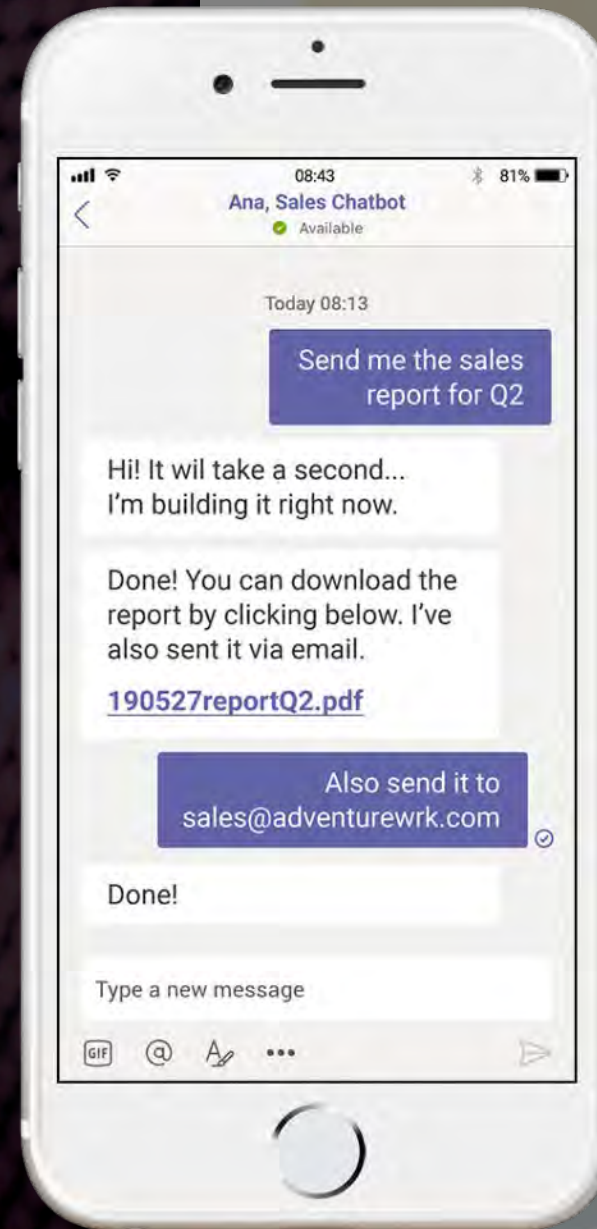 08:43
81%
Ana, Sales Chatbot
Available
Today 08:13
Send me the sales
report for Q2
Hi! It wil take a second...
I'm building it right now.
Done! You can download the
report by clicking below. I've
also sent it via email.
190527reportQ2.pdf
Also send it to
sales@adventurewrk.com
Done!
Type a new message
GIF